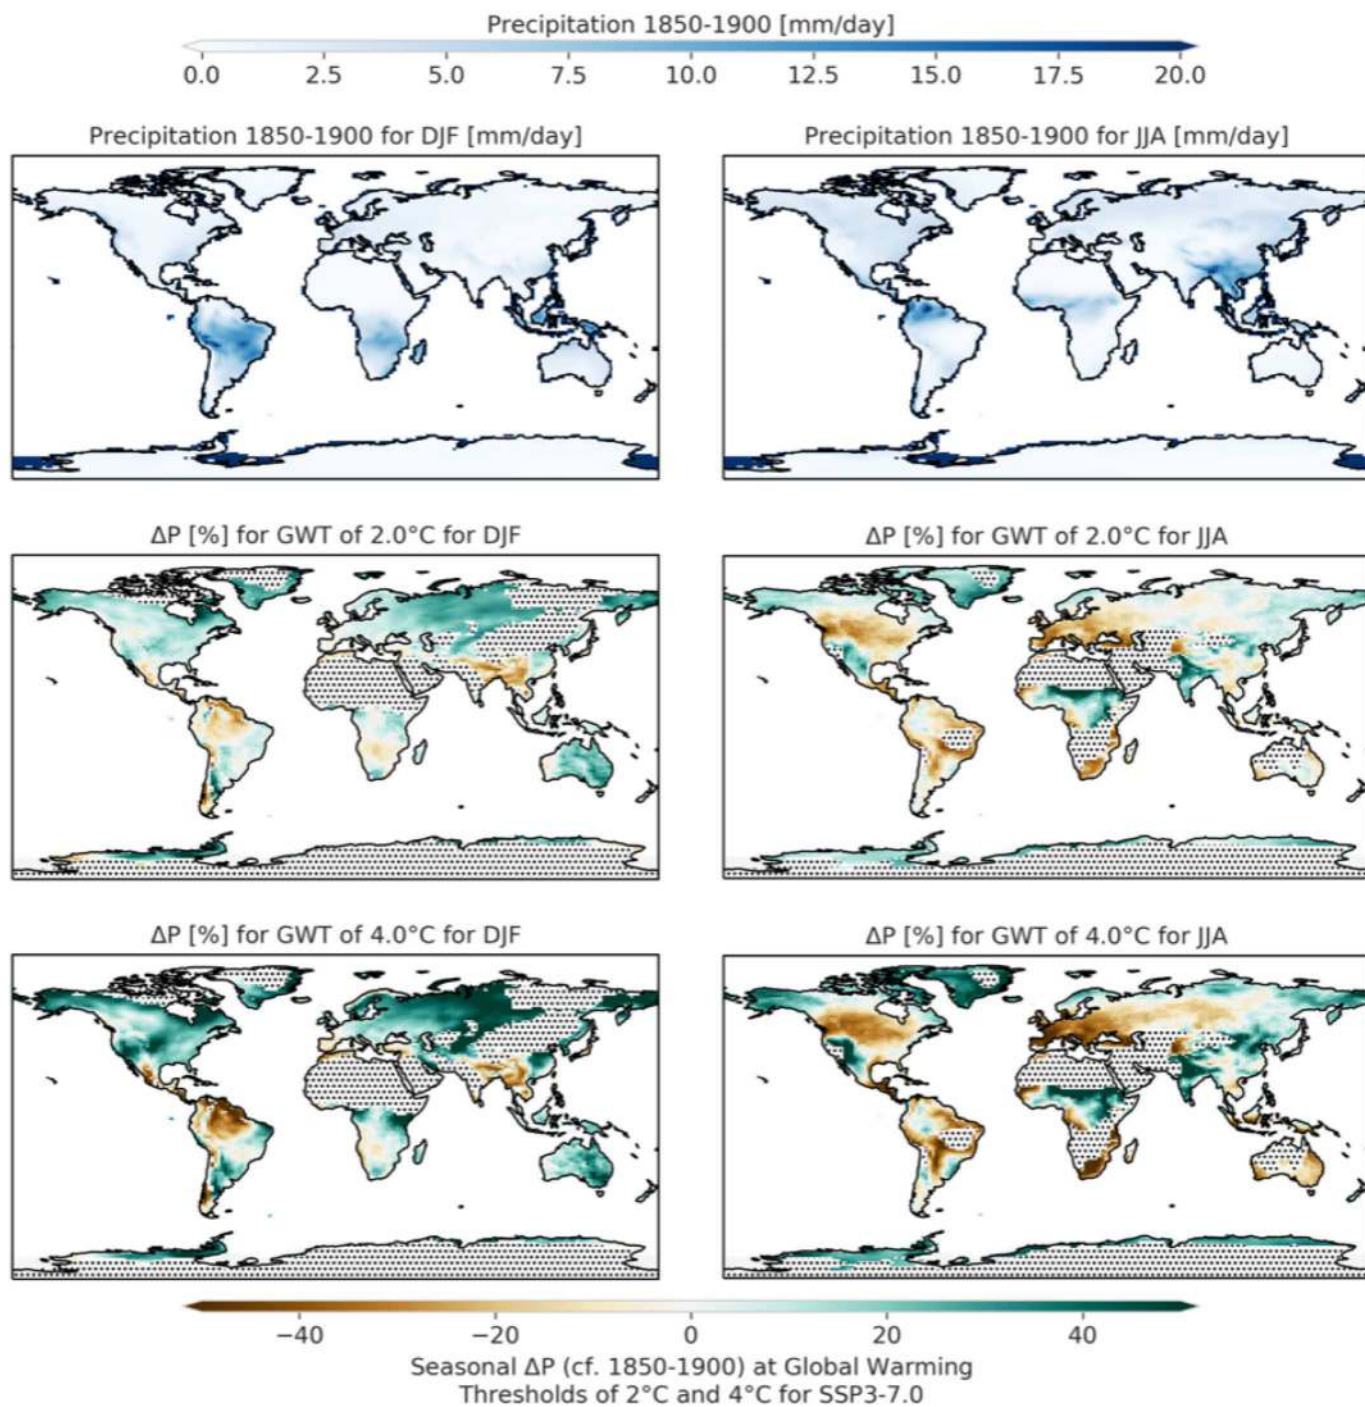 Precipitation 1850-1900 [mm/day]
0.0 2.5 5.0 7.5 10.0 12.5 15.0 17.5 20.0
Precipitation 1850-1900 for DJF [mm/day]
Precipitation 1850-1900 for JJA [mm/day]
ΔP [%] for GWT of 2.0°C for DJF
ΔP [%] for GWT of 2.0°C for JJA
ΔP [%] for GWT of 4.0°C for DJF
ΔP [%] for GWT of 4.0°C for JJA
−40 −20 0 20 40
Seasonal ΔP (cf. 1850-1900) at Global Warming
Thresholds of 2°C and 4°C for SSP3-7.0